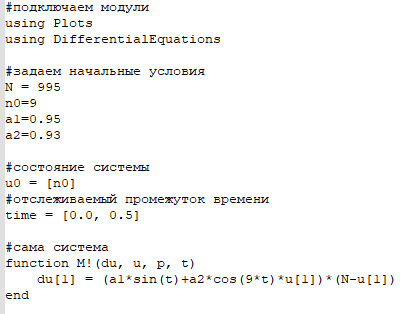 #подключаем модули
using Plots
using DifferentialEquations
#задаем начальные условия
N = 995
n0=9
a1=0.95
a2=0.93
#состояние системы
u0 = [n0]
#отслеживаемый промежуток времени
time = [0.0, 0.5]
#сама система
function M!(du, u, p, t)
    du[1] = (a1*sin(t)+a2*cos(9*t)*u[1])*(N-u[1])
end